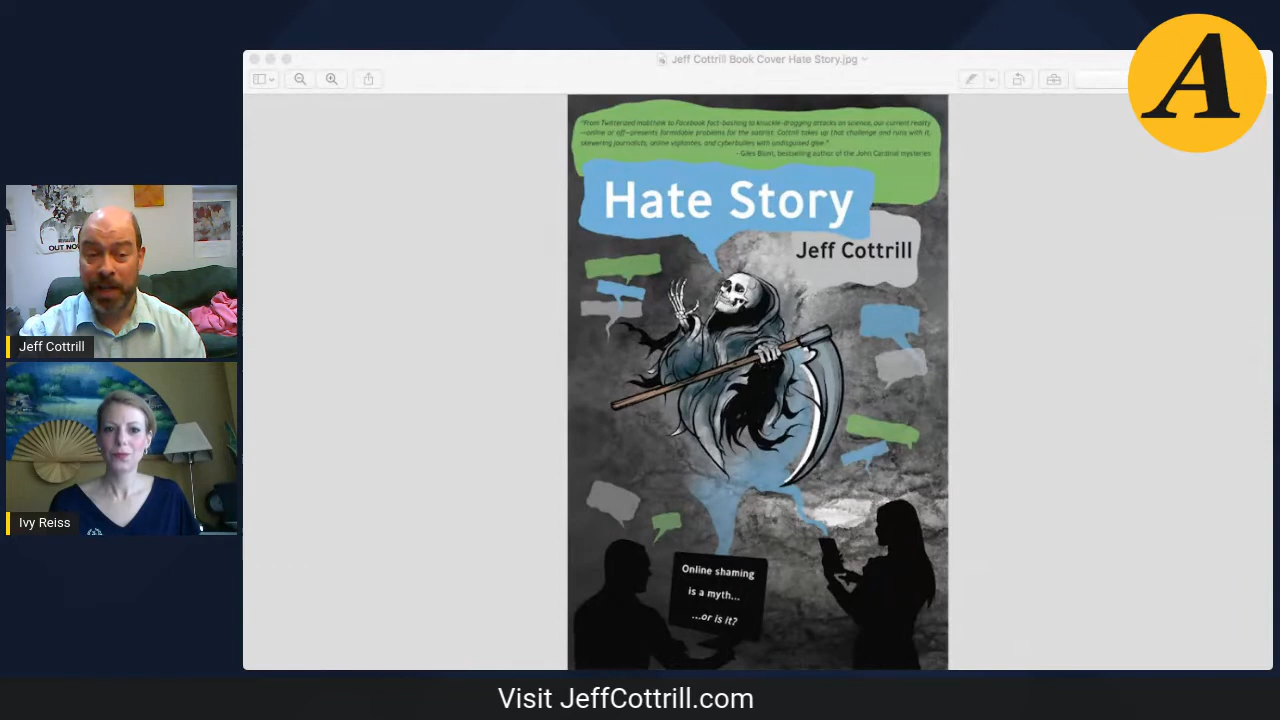 Jeff Cottrill Book Cover Hate Story.jpg
A
"From Twitterized mobthink to Facebook fact-bashing to knuckle-dragging attacks on science, our current reality
—online or off—presents formidable problems for the satirist. Cottrill takes up that challenge and runs with it,
skewering journalists, online vigilantes, and cyberbullies with undisguised glee."
–Giles Blunt, bestselling author of the John Cardinal mysteries
Hate Story
Jeff Cottrill
OUT NOW
Jeff Cottrill
Ivy Reiss
Online shaming
is a myth...
...or is it?
Visit JeffCottrill.com